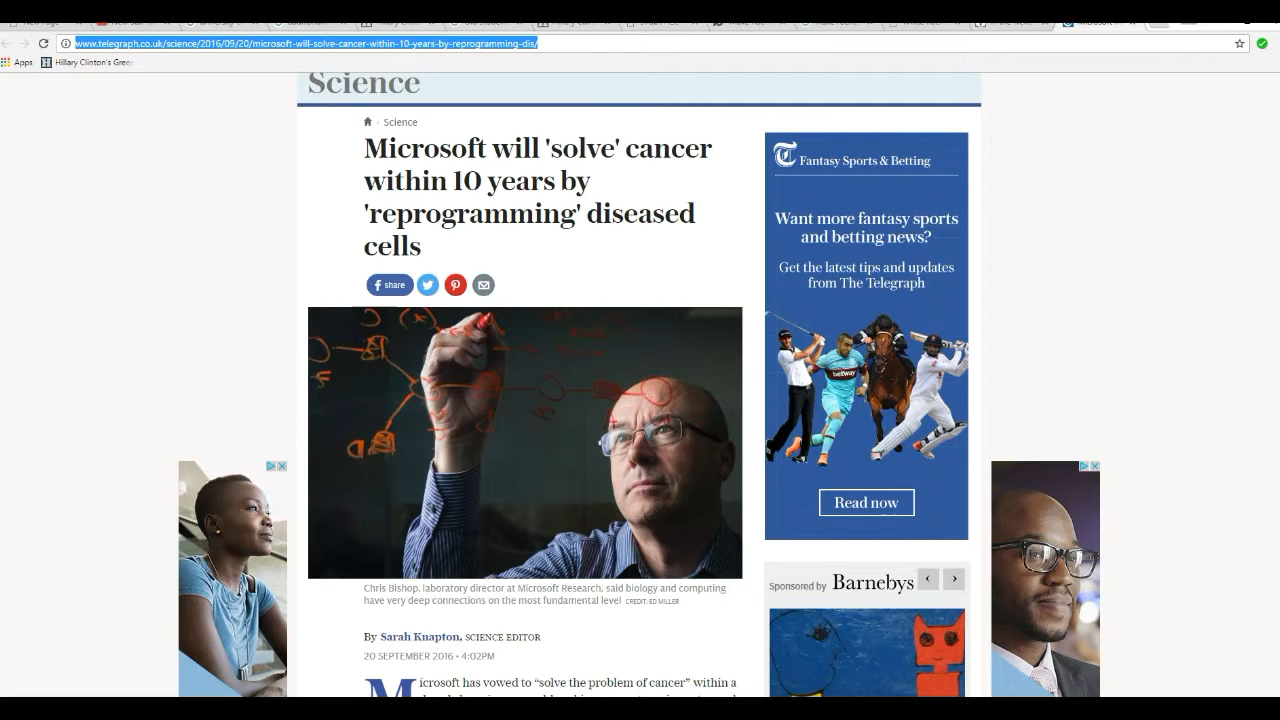 www.telegraph.co.uk/science/2016/09/20/microsoft-will-solve-cancer-within-10-years-by-reprogramming-dis/
Apps
Hillary Clinton's Gree
Science
Science
Microsoft will 'solve' cancer
within 10 years by
'reprogramming' diseased
cells
share
Chris Bishop, laboratory director at Microsoft Research, said biology and computing
have very deep connections on the most fundamental level CREDIT: ED MILLER
By Sarah Knapton, SCIENCE EDITOR
20 SEPTEMBER 2016 • 4:02PM
Microsoft has vowed to “solve the problem of cancer” within a
Fantasy Sports & Betting
Want more fantasy sports
and betting news?
Get the latest tips and updates
from The Telegraph
betway
Read now
Sponsored by Barnebys